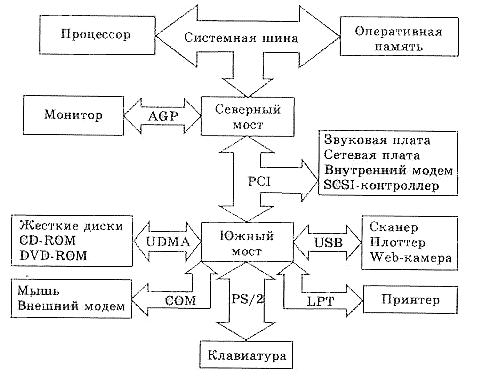 Процессор
Системная шина
Оперативная
память
Монитор
AGP
Северный
мост
Звуковая плата
Сетевая плата
Внутренний модем
SCSI-контроллер
PCI
Жесткие диски
CD-ROM
DVD-ROM
UDMA
Южный
мост
USB
Сканер
Плоттер
Web-камера
Мышь
Внешний модем
COM
PS/2
LPT
Принтер
Клавиатура